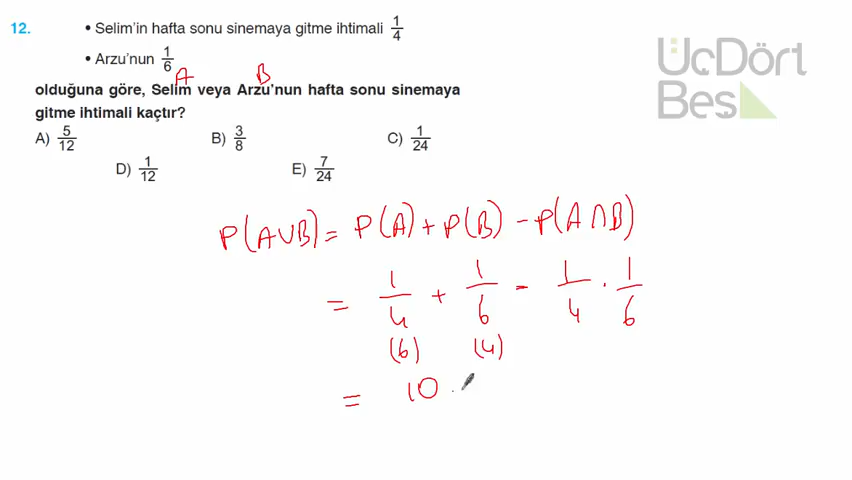 12. • Selim'in hafta sonu sinemaya gitme ihtimali 1/4
• Arzu'nun 1/6
A B
olduğuna göre, Selim veya Arzu'nun hafta sonu sinemaya
gitme ihtimali kaçtır?
A) 5/12 B) 3/8 C) 1/24
D) 1/12 E) 7/24
ÜçDört
Beş
P(A∪B) = P(A) + P(B) - P(A∩B)
= 1/4 + 1/6 - 1/4 · 1/6
(6) (4)
= 10